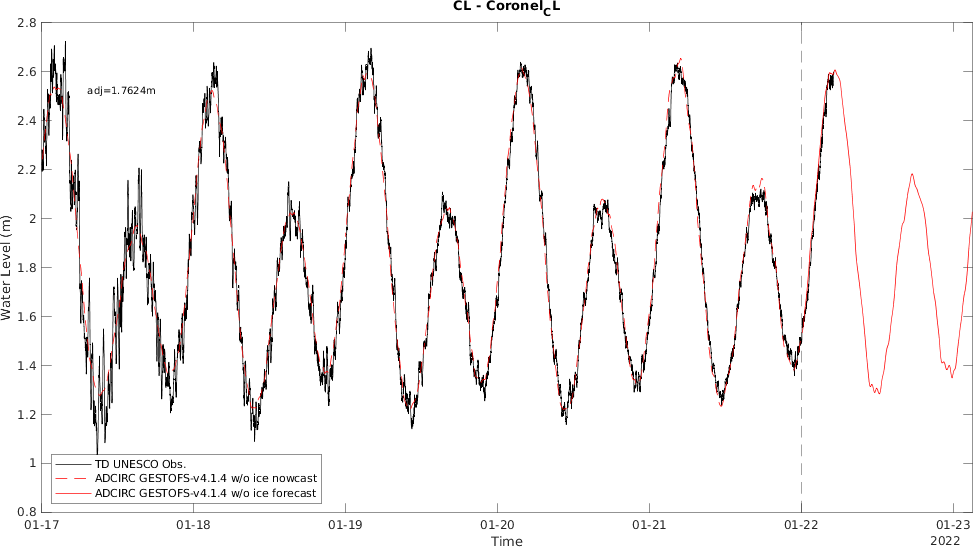 CL - Coronel_CL
2.8
2.6
2.4
2.2
2
1.8
1.6
1.4
1.2
1
0.8
Water Level (m)
adj=1.7624m
TD UNESCO Obs.
ADCIRC GESTOFS-v4.1.4 w/o ice nowcast
ADCIRC GESTOFS-v4.1.4 w/o ice forecast
01-17 01-18 01-19 01-20 01-21 01-22 01-23
Time 2022